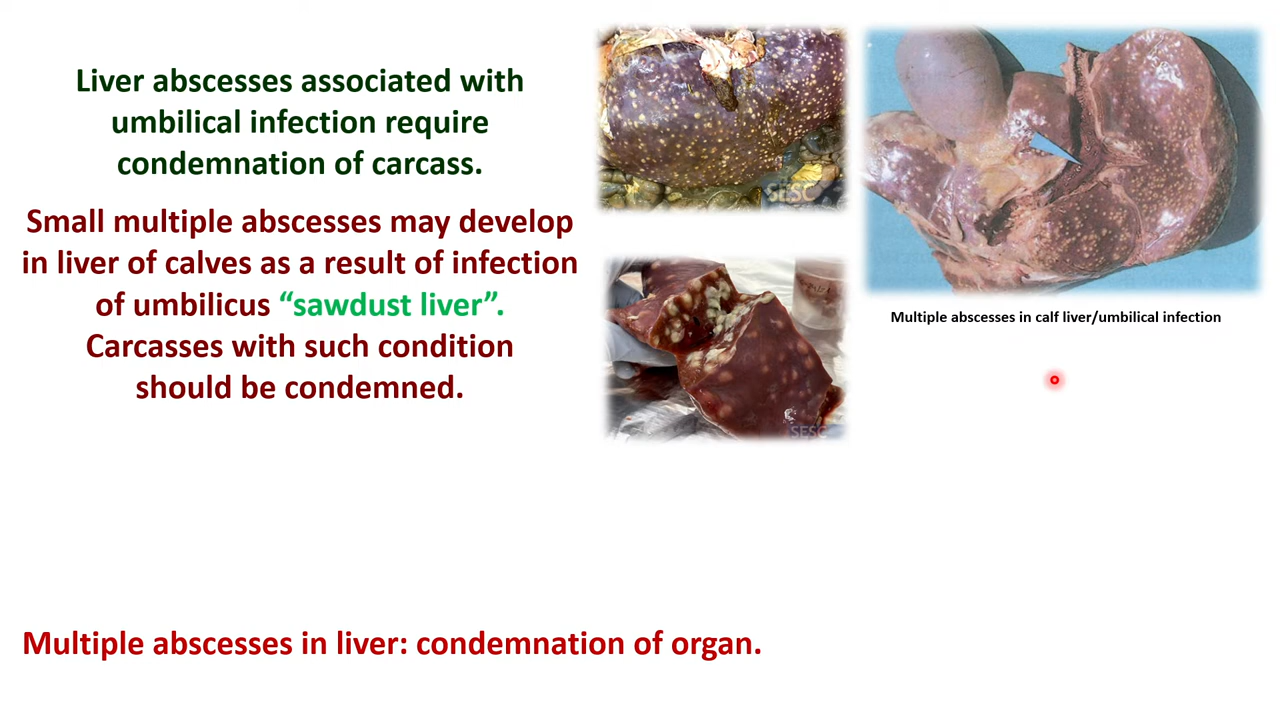 Liver abscesses associated with
umbilical infection require
condemnation of carcass.
Small multiple abscesses may develop
in liver of calves as a result of infection
of umbilicus “sawdust liver”.
Carcasses with such condition
should be condemned.
SESC
SESC
Multiple abscesses in calf liver/umbilical infection
Multiple abscesses in liver: condemnation of organ.